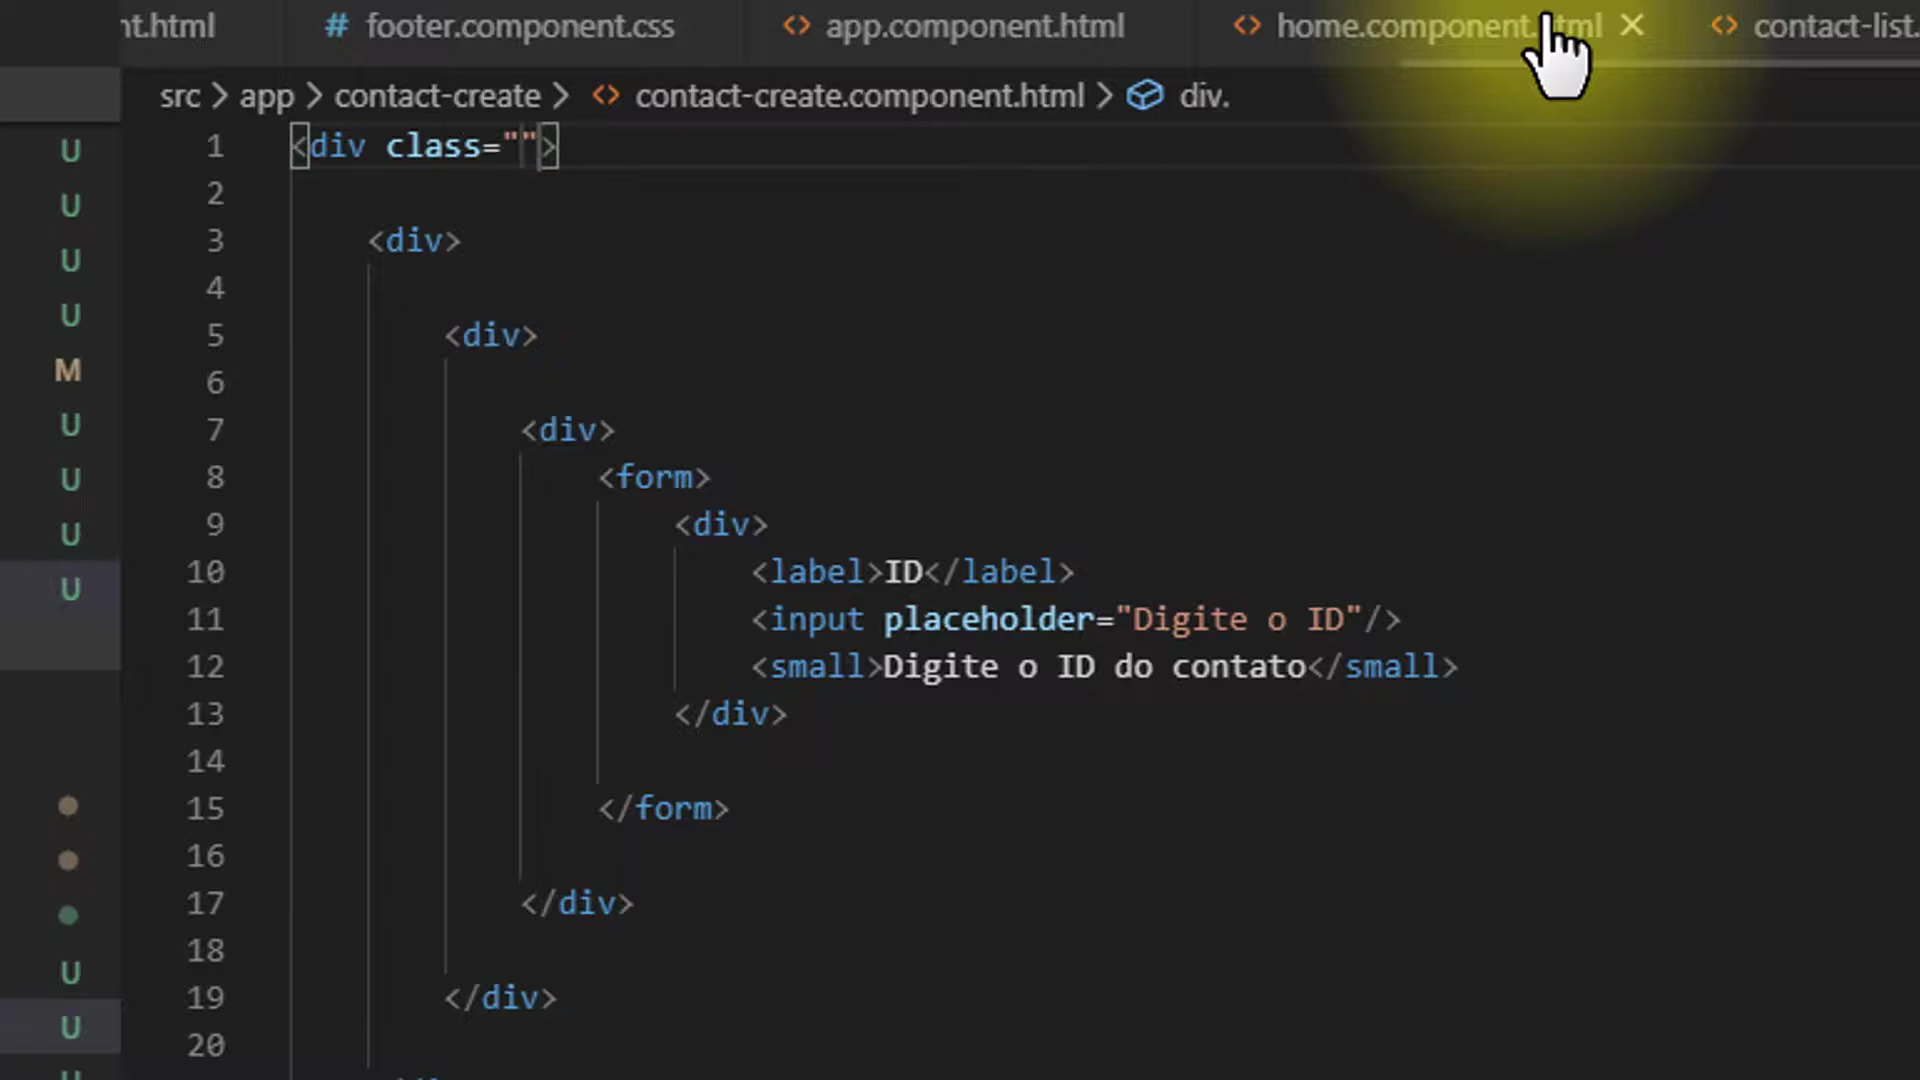 nt.html # footer.component.css <> app.component.html <> home.component.html × <> contact-list.
src > app > contact-create > <> contact-create.component.html > div.
U 1 <div class="">
2
U 3 <div>
U 4
U 5 <div>
M 6
U 7 <div>
U 8 <form>
U 9 <div>
U 10 <label>ID</label>
11 <input placeholder="Digite o ID"/>
12 <small>Digite o ID do contato</small>
13 </div>
14
15 </form>
16
17 </div>
18
U 19 </div>
U 20